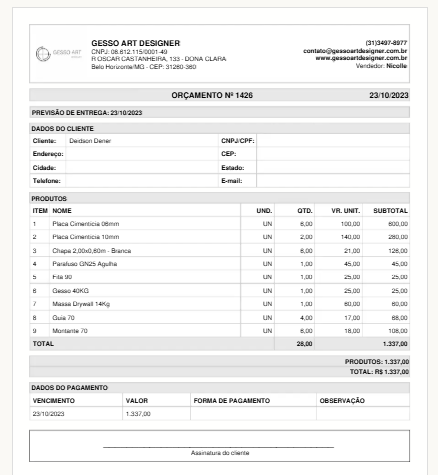 GESSO ART
DESIGNER
GESSO ART DESIGNER
CNPJ: 08.612.115/0001-49
R OSCAR CASTANHEIRA, 133 - DONA CLARA
Belo Horizonte/MG - CEP: 31260-360
(31)3497-8977
contato@gessoartdesigner.com.br
www.gessoartdesigner.com.br
Vendedor: Nicolle
ORÇAMENTO Nº 1426 23/10/2023
PREVISÃO DE ENTREGA: 23/10/2023
DADOS DO CLIENTE
Cliente: Deidson Dener CNPJ/CPF:
Endereço: CEP:
Cidade: Estado:
Telefone: E-mail:
PRODUTOS
ITEM NOME UND. QTD. VR. UNIT. SUBTOTAL
1 Placa Cimentícia 06mm UN 6,00 100,00 600,00
2 Placa Cimentícia 10mm UN 2,00 140,00 280,00
3 Chapa 2,00x0,60m - Branca UN 6,00 21,00 126,00
4 Parafuso GN25 Agulha UN 1,00 45,00 45,00
5 Fita 90 UN 1,00 25,00 25,00
6 Gesso 40KG UN 1,00 25,00 25,00
7 Massa Drywall 14Kg UN 1,00 60,00 60,00
8 Guia 70 UN 4,00 17,00 68,00
9 Montante 70 UN 6,00 18,00 108,00
TOTAL 28,00 1.337,00
PRODUTOS: 1.337,00
TOTAL: R$ 1.337,00
DADOS DO PAGAMENTO
VENCIMENTO VALOR FORMA DE PAGAMENTO OBSERVAÇÃO
23/10/2023 1.337,00
Assinatura do cliente